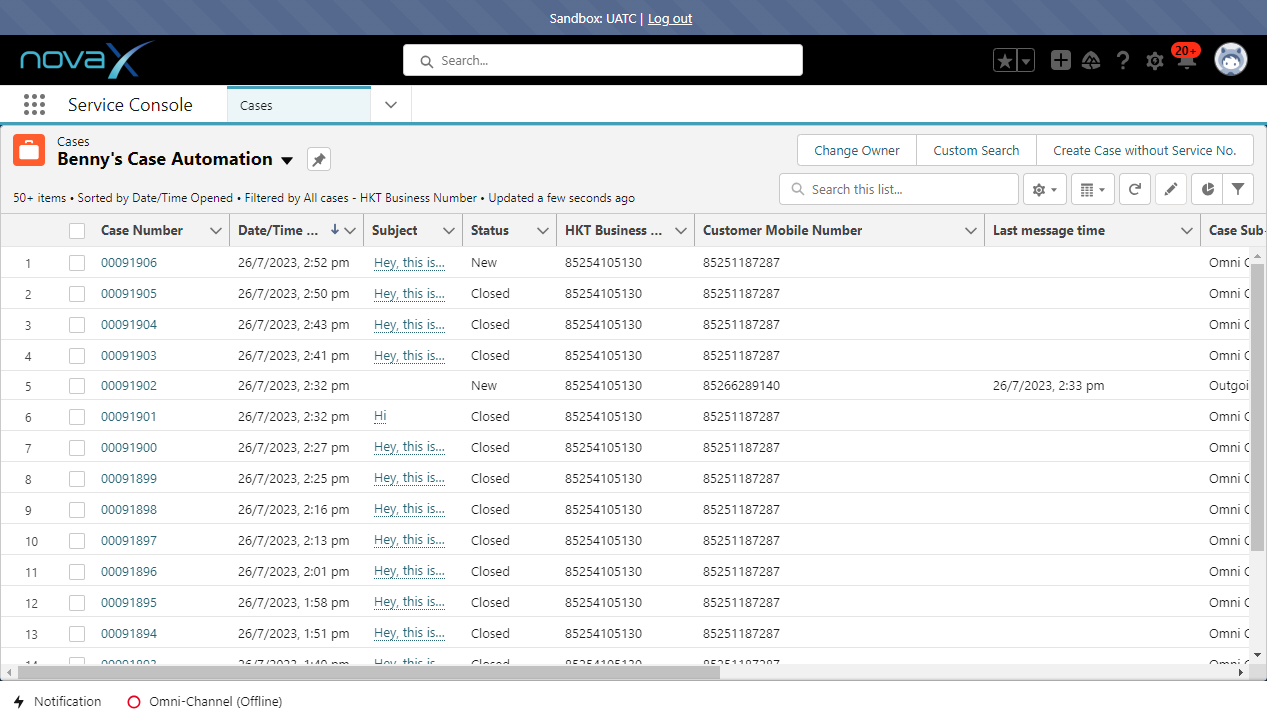 Sandbox: UATC | Log out
novaX
Search...
20+
Service Console
Cases
Cases
Benny's Case Automation
Change Owner
Custom Search
Create Case without Service No.
50+ items • Sorted by Date/Time Opened • Filtered by All cases - HKT Business Number • Updated a few seconds ago
Search this list...
Case Number Date/Time ... Subject Status HKT Business ... Customer Mobile Number Last message time Case Sub-
1 00091906 26/7/2023, 2:52 pm Hey, this is... New 85254105130 85251187287 Omni C
2 00091905 26/7/2023, 2:50 pm Hey, this is... Closed 85254105130 85251187287 Omni C
3 00091904 26/7/2023, 2:43 pm Hey, this is... Closed 85254105130 85251187287 Omni C
4 00091903 26/7/2023, 2:41 pm Hey, this is... Closed 85254105130 85251187287 Omni C
5 00091902 26/7/2023, 2:32 pm New 85254105130 85266289140 26/7/2023, 2:33 pm Outgoi
6 00091901 26/7/2023, 2:32 pm Hi Closed 85254105130 85251187287 Omni C
7 00091900 26/7/2023, 2:27 pm Hey, this is... Closed 85254105130 85251187287 Omni C
8 00091899 26/7/2023, 2:25 pm Hey, this is... Closed 85254105130 85251187287 Omni C
9 00091898 26/7/2023, 2:16 pm Hey, this is... Closed 85254105130 85251187287 Omni C
10 00091897 26/7/2023, 2:13 pm Hey, this is... Closed 85254105130 85251187287 Omni C
11 00091896 26/7/2023, 2:01 pm Hey, this is... Closed 85254105130 85251187287 Omni C
12 00091895 26/7/2023, 1:58 pm Hey, this is... Closed 85254105130 85251187287 Omni C
13 00091894 26/7/2023, 1:51 pm Hey, this is... Closed 85254105130 85251187287 Omni C
Notification
Omni-Channel (Offline)